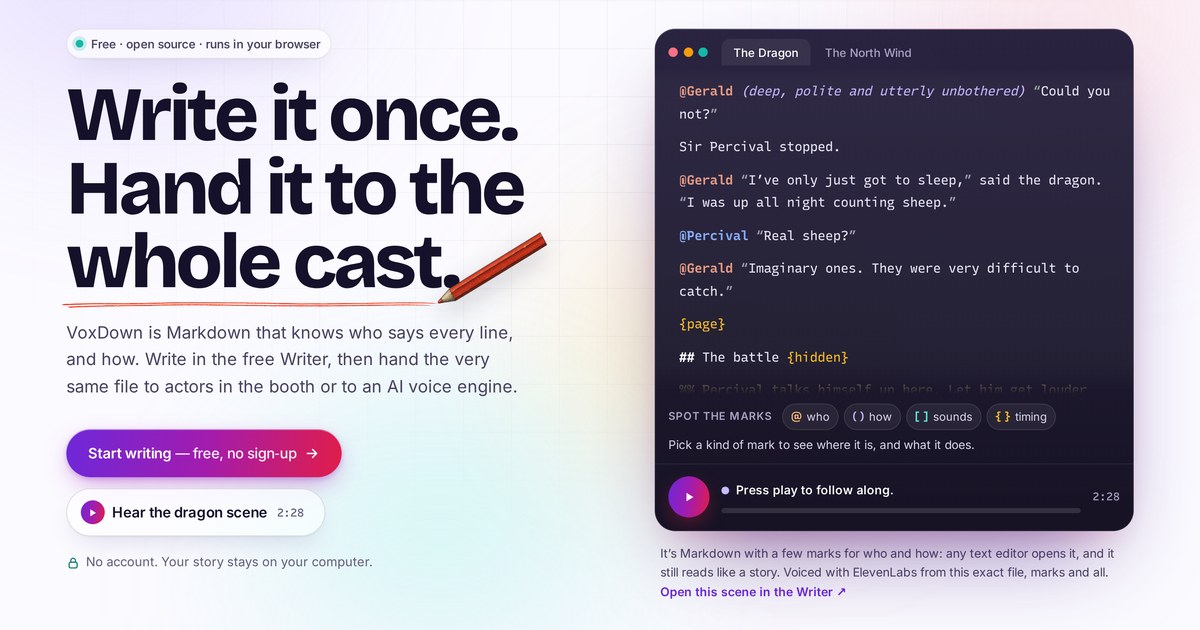 Free · open source · runs in your browser
Write it once.
Hand it to the
whole cast.
VoxDown is Markdown that knows who says every line,
and how. Write in the free Writer, then hand the very
same file to actors in the booth or to an AI voice engine.
Start writing — free, no sign-up →
Hear the dragon scene 2:28
No account. Your story stays on your computer.
The Dragon The North Wind
@Gerald (deep, polite and utterly unbothered) “Could you
not?”
Sir Percival stopped.
@Gerald “I’ve only just got to sleep,” said the dragon.
“I was up all night counting sheep.”
@Percival “Real sheep?”
@Gerald “Imaginary ones. They were very difficult to
catch.”
{page}
## The battle {hidden}
%% Percival talks himself up here. Let him get louder
SPOT THE MARKS @ who () how [] sounds {} timing
Pick a kind of mark to see where it is, and what it does.
Press play to follow along. 2:28
It’s Markdown with a few marks for who and how: any text editor opens it, and it
still reads like a story. Voiced with ElevenLabs from this exact file, marks and all.
Open this scene in the Writer ↗